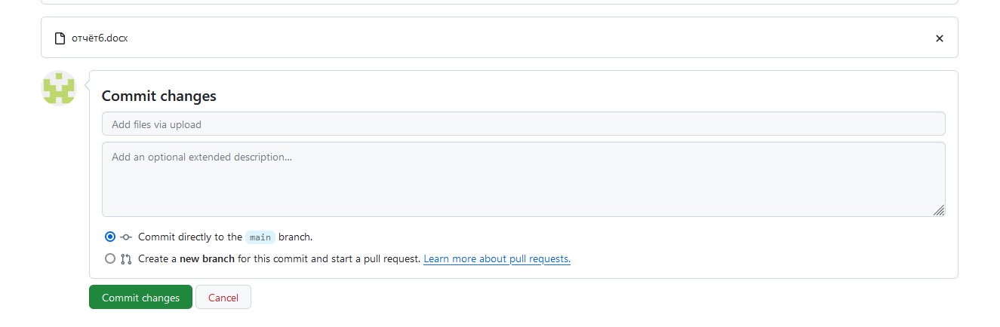 отчёт6.docx
Commit changes
Add files via upload
Add an optional extended description...
Commit directly to the main branch.
Create a new branch for this commit and start a pull request. Learn more about pull requests.
Commit changes Cancel